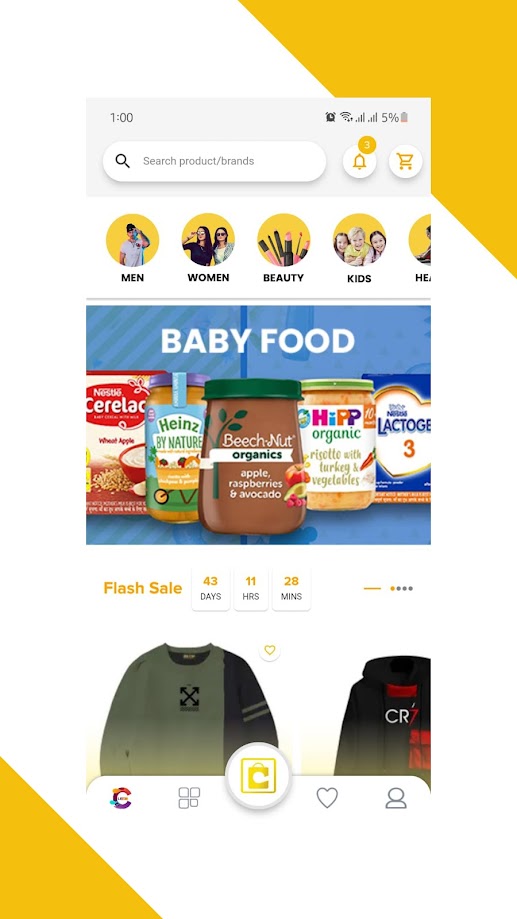 1:00
5%
Search product/brands
3
MEN
WOMEN
BEAUTY
KIDS
HEA
BABY FOOD
Nestlé
Cerelac
Wheat Apple
Heinz
BY NATURE
Beech-Nut
organics
apple,
raspberries
& avocado
HiPP
organic
risotto with
turkey &
vegetables
Nestlé
LACTOGE
3
Flash Sale
43
DAYS
11
HRS
28
MINS
CR7